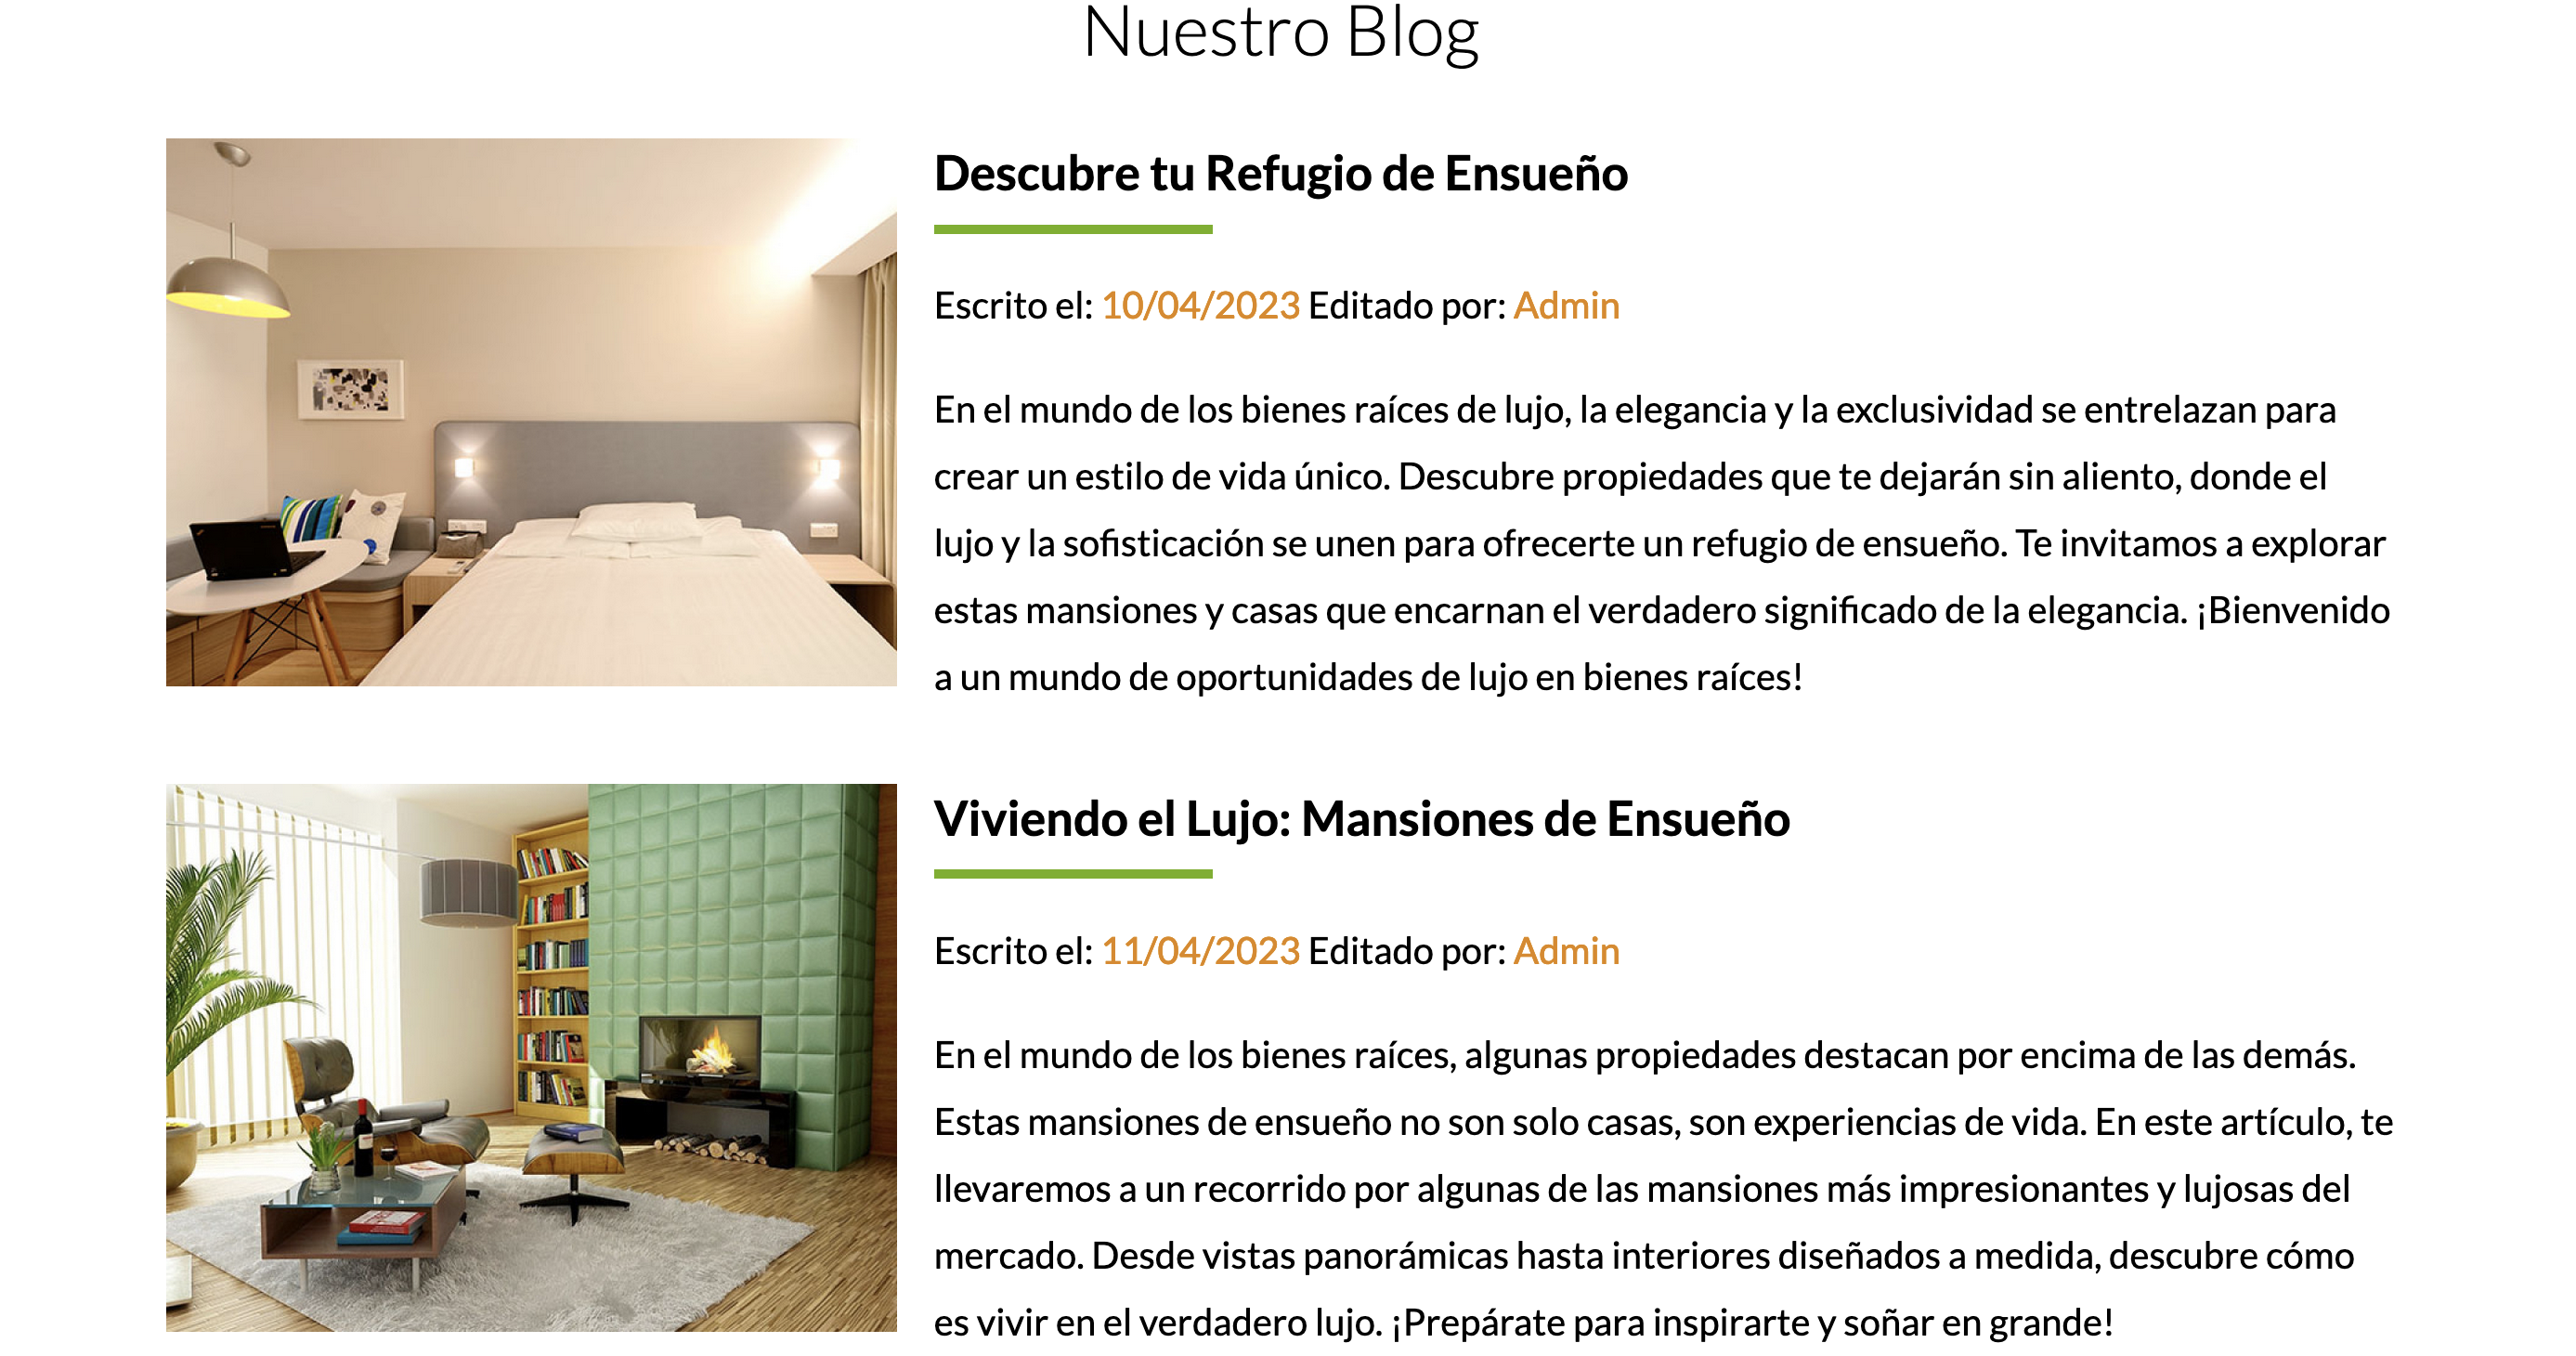 Nuestro Blog
Descubre tu Refugio de Ensueño
Escrito el: 10/04/2023 Editado por: Admin
En el mundo de los bienes raíces de lujo, la elegancia y la exclusividad se entrelazan para
crear un estilo de vida único. Descubre propiedades que te dejarán sin aliento, donde el
lujo y la sofisticación se unen para ofrecerte un refugio de ensueño. Te invitamos a explorar
estas mansiones y casas que encarnan el verdadero significado de la elegancia. ¡Bienvenido
a un mundo de oportunidades de lujo en bienes raíces!
Viviendo el Lujo: Mansiones de Ensueño
Escrito el: 11/04/2023 Editado por: Admin
En el mundo de los bienes raíces, algunas propiedades destacan por encima de las demás.
Estas mansiones de ensueño no son solo casas, son experiencias de vida. En este artículo, te
llevaremos a un recorrido por algunas de las mansiones más impresionantes y lujosas del
mercado. Desde vistas panorámicas hasta interiores diseñados a medida, descubre cómo
es vivir en el verdadero lujo. ¡Prepárate para inspirarte y soñar en grande!